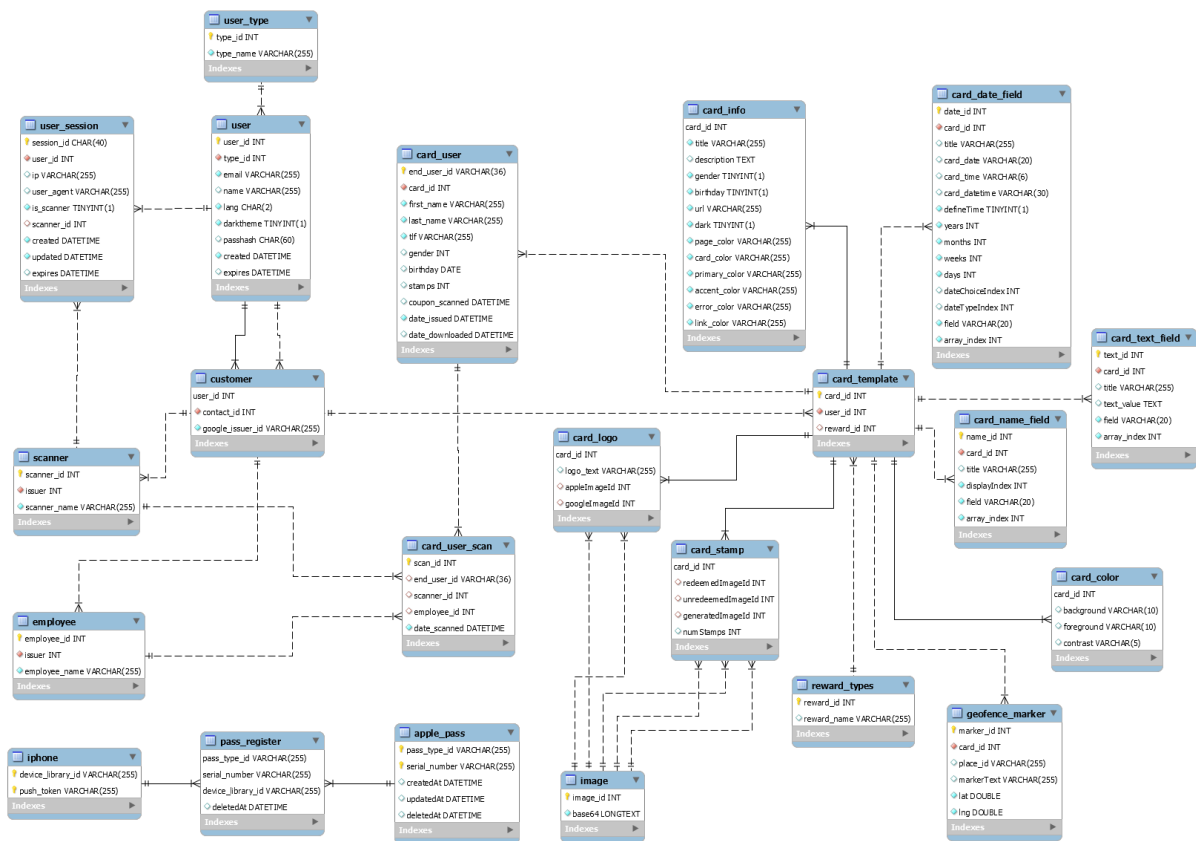 user_type
type_id INT
type_name VARCHAR(255)
Indexes
user_session
session_id CHAR(40)
user_id INT
ip VARCHAR(255)
user_agent VARCHAR(255)
is_scanner TINYINT(1)
scanner_id INT
created DATETIME
updated DATETIME
expires DATETIME
Indexes
user
user_id INT
type_id INT
email VARCHAR(255)
name VARCHAR(255)
lang CHAR(2)
darktheme TINYINT(1)
passhash CHAR(60)
created DATETIME
expires DATETIME
Indexes
card_user
end_user_id VARCHAR(36)
card_id INT
first_name VARCHAR(255)
last_name VARCHAR(255)
tlf VARCHAR(255)
gender INT
birthday DATE
stamps INT
coupon_scanned DATETIME
date_issued DATETIME
date_downloaded DATETIME
Indexes
card_info
card_id INT
title VARCHAR(255)
description TEXT
gender TINYINT(1)
birthday TINYINT(1)
url VARCHAR(255)
dark TINYINT(1)
page_color VARCHAR(255)
card_color VARCHAR(255)
primary_color VARCHAR(255)
accent_color VARCHAR(255)
error_color VARCHAR(255)
link_color VARCHAR(255)
Indexes
card_date_field
date_id INT
card_id INT
title VARCHAR(255)
card_date VARCHAR(20)
card_time VARCHAR(6)
card_datetime VARCHAR(30)
defineTime TINYINT(1)
years INT
months INT
weeks INT
days INT
dateChoiceIndex INT
dateTypeIndex INT
field VARCHAR(20)
array_index INT
Indexes
card_text_field
text_id INT
card_id INT
title VARCHAR(255)
text_value TEXT
field VARCHAR(20)
array_index INT
Indexes
customer
user_id INT
contact_id INT
google_issuer_id VARCHAR(255)
Indexes
card_template
card_id INT
user_id INT
reward_id INT
Indexes
card_name_field
name_id INT
card_id INT
title VARCHAR(255)
displayIndex INT
field VARCHAR(20)
array_index INT
Indexes
scanner
scanner_id INT
issuer INT
scanner_name VARCHAR(255)
Indexes
card_logo
card_id INT
logo_text VARCHAR(255)
appleImageId INT
googleImageId INT
Indexes
card_user_scan
scan_id INT
end_user_id VARCHAR(36)
scanner_id INT
employee_id INT
date_scanned DATETIME
Indexes
card_stamp
card_id INT
redeemedImageId INT
unredeemedImageId INT
generatedImageId INT
numStamps INT
Indexes
card_color
card_id INT
background VARCHAR(10)
foreground VARCHAR(10)
contrast VARCHAR(5)
Indexes
employee
employee_id INT
issuer INT
employee_name VARCHAR(255)
Indexes
reward_types
reward_id INT
reward_name VARCHAR(255)
Indexes
geofence_marker
marker_id INT
card_id INT
place_id VARCHAR(255)
markerText VARCHAR(255)
lat DOUBLE
lng DOUBLE
Indexes
iphone
device_library_id VARCHAR(255)
push_token VARCHAR(255)
Indexes
pass_register
pass_type_id VARCHAR(255)
serial_number VARCHAR(255)
device_library_id VARCHAR(255)
deletedAt DATETIME
Indexes
apple_pass
pass_type_id VARCHAR(255)
serial_number VARCHAR(255)
createdAt DATETIME
updatedAt DATETIME
deletedAt DATETIME
Indexes
image
image_id INT
base64 LONGTEXT
Indexes